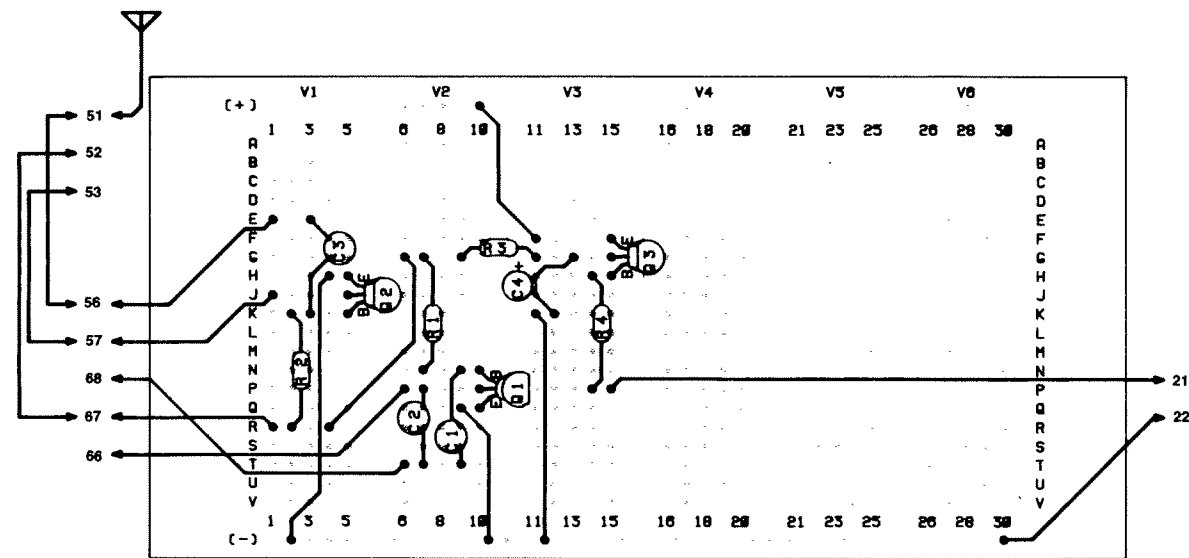 V1 V2 V3 V4 V5 V6
(+)
1 3 5 6 8 10 11 13 15 16 18 20 21 23 25 26 28 30
51
52
53
56
57
68
67
66
A A
B B
C C
D D
E E
F F
G G
H H
J J
K K
L L
M M
N N
P P
Q Q
R R
S S
T T
U U
V V
C3
R3
E
Q3
B
E
Q2
B
C4 +
R1
R4
R2
B
Q1
E
C2
C1
21
22
1 3 5 6 8 10 11 13 15 16 18 20 21 23 25 26 28 30
(-)